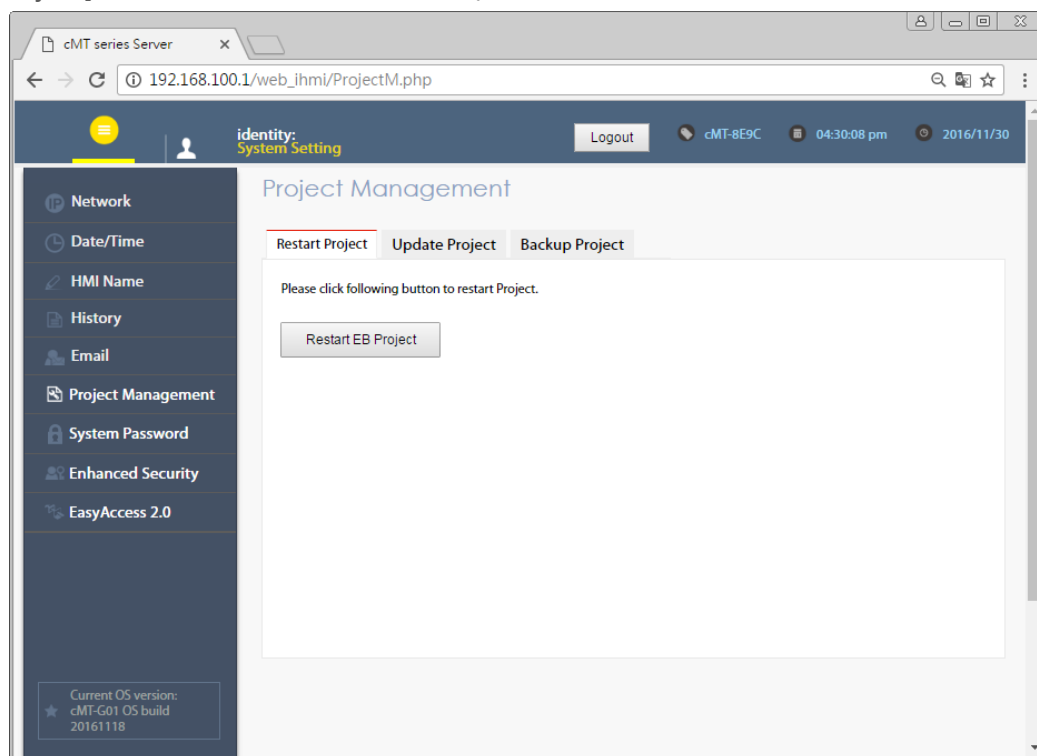 cMT series Server
192.168.100.1/web_ihmi/ProjectM.php
identity:
System Setting
Logout
cMT-8E9C
04:30:08 pm
2016/11/30
Network
Date/Time
HMI Name
History
Email
Project Management
System Password
Enhanced Security
EasyAccess 2.0
Current OS version:
cMT-G01 OS build
20161118
Project Management
Restart Project Update Project Backup Project
Please click following button to restart Project.
Restart EB Project